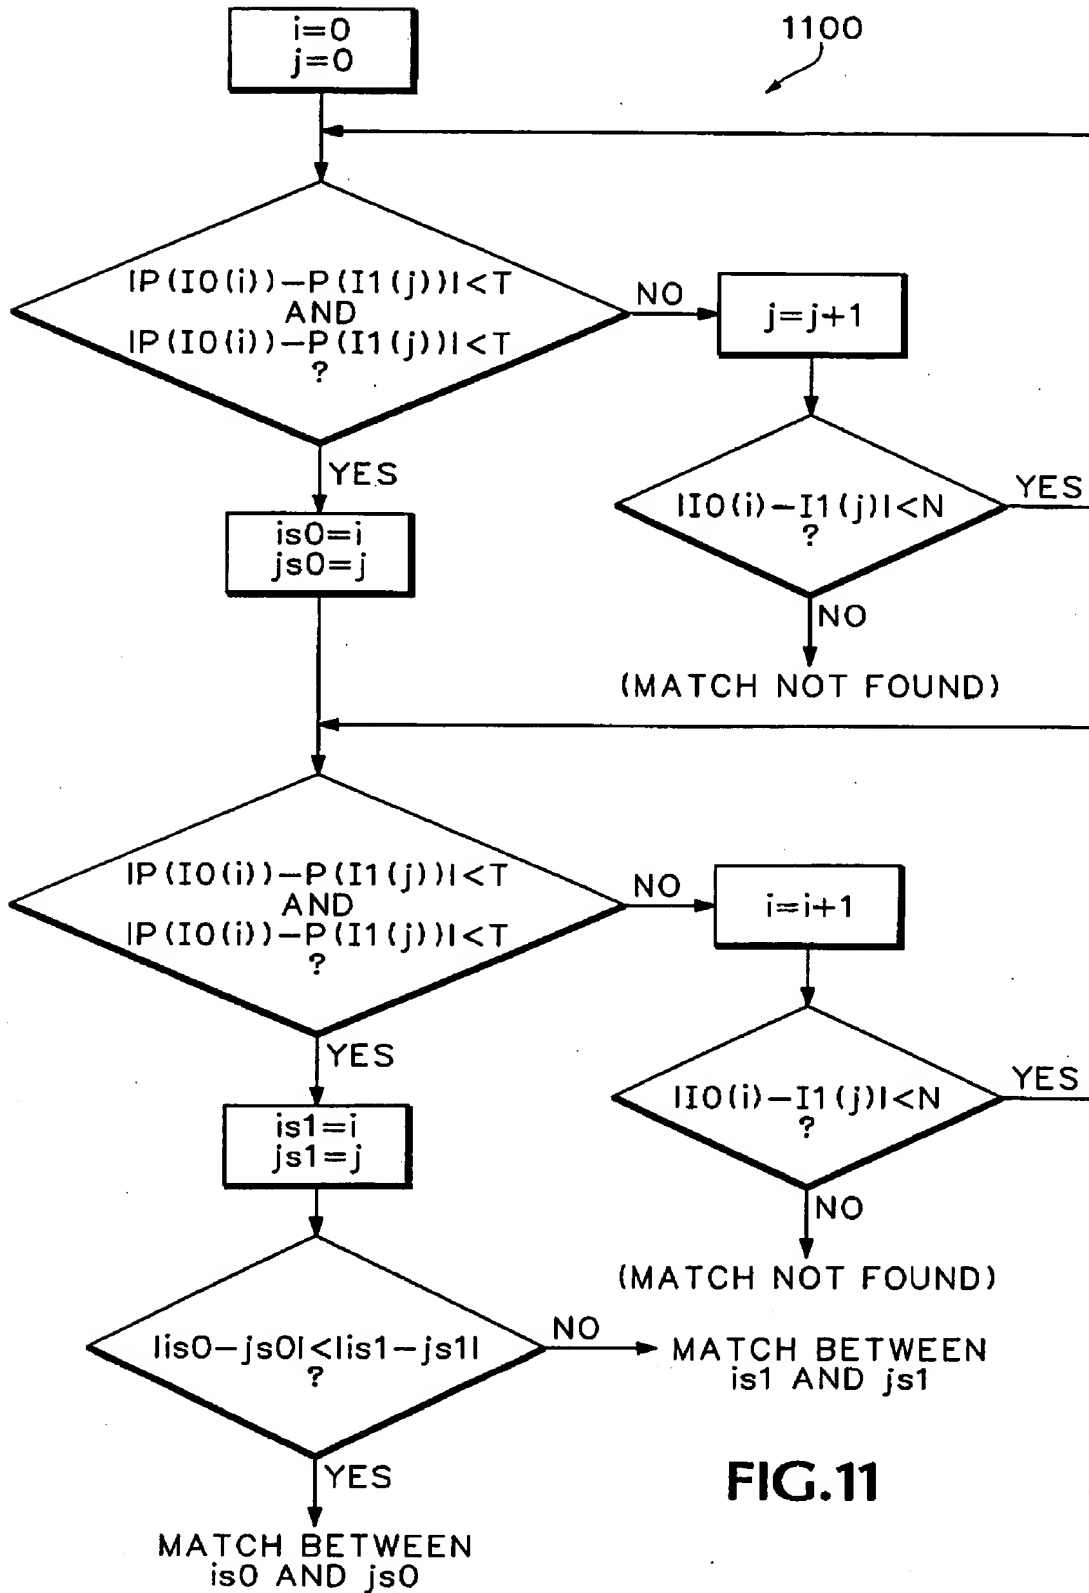 i=0
j=0
1100
|P(I0(i))-P(I1(j))|<T
AND
|P(I0(i))-P(I1(j))|<T
?
NO
j=j+1
YES
|I0(i)-I1(j)|<N
?
YES
is0=i
js0=j
NO
(MATCH NOT FOUND)
|P(I0(i))-P(I1(j))|<T
AND
|P(I0(i))-P(I1(j))|<T
?
NO
i=i+1
YES
|I0(i)-I1(j)|<N
?
YES
is1=i
js1=j
NO
(MATCH NOT FOUND)
|is0-js0|<|is1-js1|
?
NO
MATCH BETWEEN
is1 AND js1
YES
MATCH BETWEEN
is0 AND js0
FIG.11